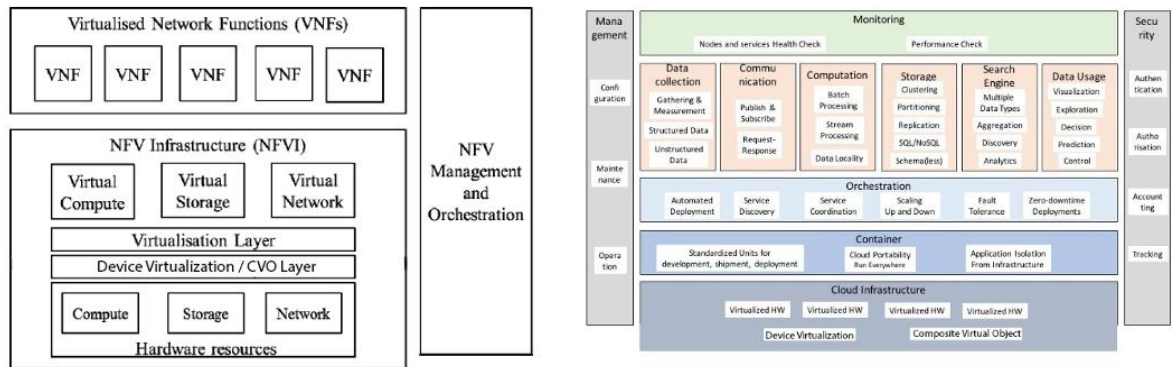 Virtualised Network Functions (VNFs)
VNF
VNF
VNF
VNF
VNF
NFV Infrastructure (NFVI)
Virtual
Compute
Virtual
Storage
Virtual
Network
Virtualisation Layer
Device Virtualization / CVO Layer
Compute
Storage
Network
Hardware resources
NFV
Management
and
Orchestration
Mana
gement
Confi
guration
Mainte
nance
Opera
tion
Monitoring
Nodes and services Health Check
Performance Check
Data
collection
Gathering &
Measurement
Structured Data
Unstructured
Data
Commu
nication
Publish &
Subscribe
Request-
Response
Computation
Batch
Processing
Stream
Processing
Data Locality
Storage
Clustering
Partitioning
Replication
SQL/NoSQL
Schema(less)
Search
Engine
Multiple
Data Types
Aggregation
Discovery
Analytics
Data Usage
Visualization
Exploration
Decision
Prediction
Control
Orchestration
Automated
Deployment
Service
Discovery
Service
Coordination
Scaling
Up and Down
Fault
Tolerance
Zero-downtime
Deployments
Container
Standardized Units for
development, shipment, deployment
Cloud Portability
Run Everywhere
Application Isolation
From Infrastructure
Cloud Infrastructure
Virtualized HW
Virtualized HW
Virtualized HW
Virtualized HW
Device Virtualization
Composite Virtual Object
Secu
rity
Authen
tication
Autho
risation
Account
ting
Tracking